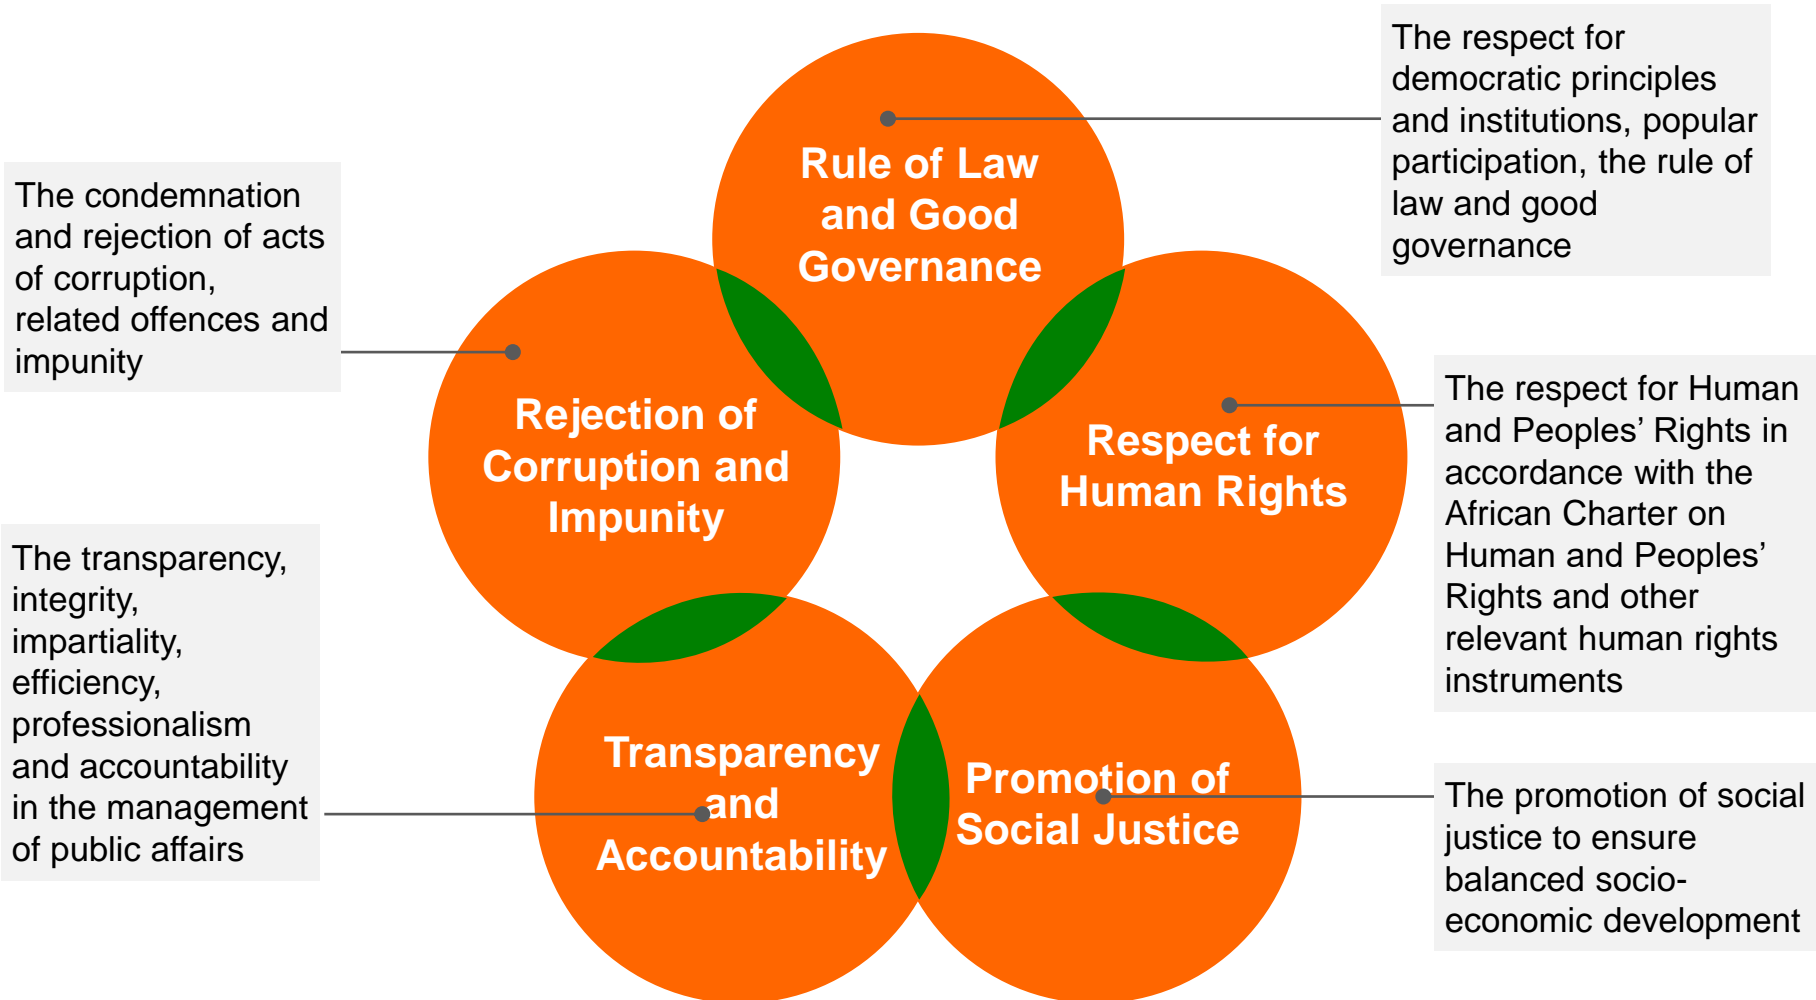 The respect for
democratic principles
and institutions, popular
participation, the rule of
law and good
governance
Rule of Law
and Good
Governance
The condemnation
and rejection of acts
of corruption,
related offences and
impunity
Rejection of
Corruption and
Impunity
Respect for
Human Rights
The respect for Human
and Peoples’ Rights in
accordance with the
African Charter on
Human and Peoples’
Rights and other
relevant human rights
instruments
The transparency,
integrity,
impartiality,
efficiency,
professionalism
and accountability
in the management
of public affairs
Transparency
and
Accountability
Promotion of
Social Justice
The promotion of social
justice to ensure
balanced socio-
economic development